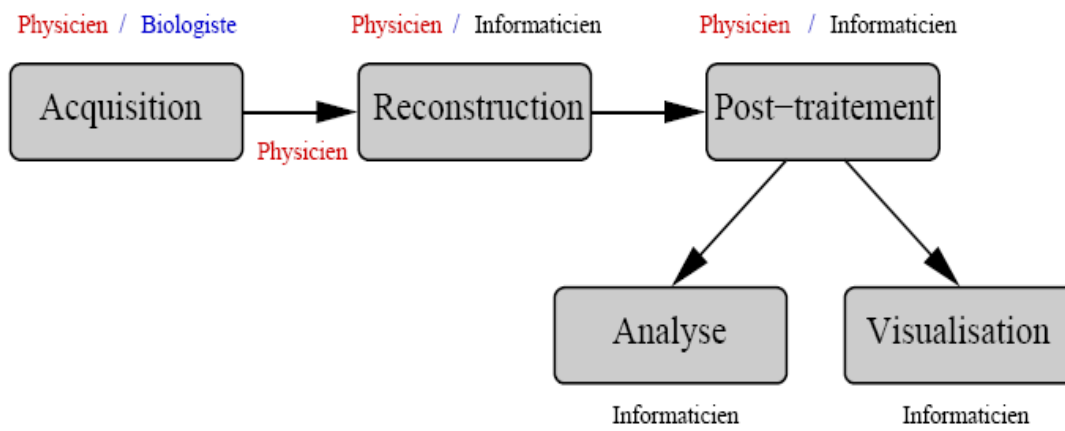 Physicien / Biologiste
Physicien / Informaticien
Physicien / Informaticien
Acquisition
Reconstruction
Post-traitement
Physicien
Analyse
Visualisation
Informaticien
Informaticien